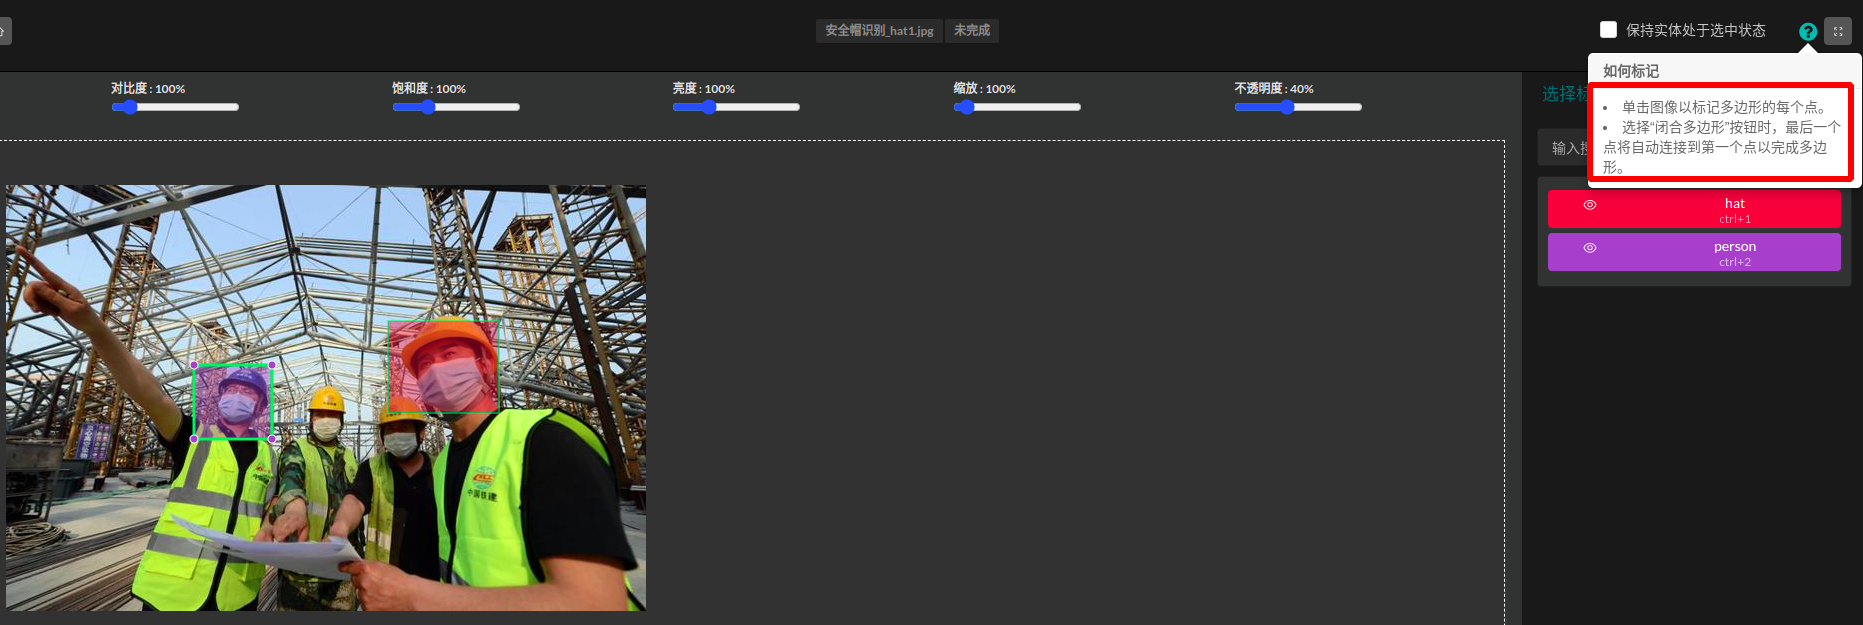 安全帽识别_hat1.jpg 未完成
保持实体处于选中状态
对比度 : 100% 饱和度 : 100% 亮度 : 100% 缩放 : 100% 不透明度 : 40%
如何标记
选择标
• 单击图像以标记多边形的每个点。
• 选择“闭合多边形”按钮时，最后一个
点将自动连接到第一个点以完成多边
形。
输入
hat
ctrl+1
person
ctrl+2
中国铁建